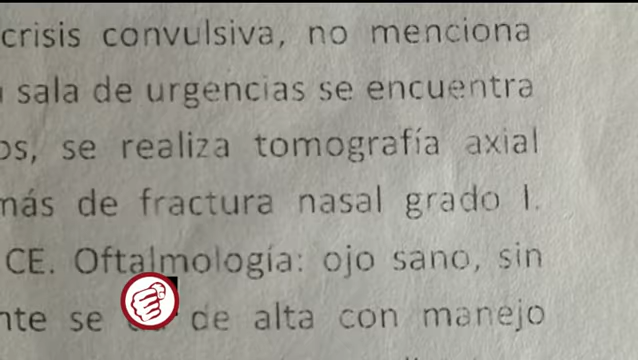 crisis convulsiva, no menciona
sala de urgencias se encuentra
os, se realiza tomografía axial
más de fractura nasal grado I.
CE. Oftalmología: ojo sano, sin
nte se de alta con manejo